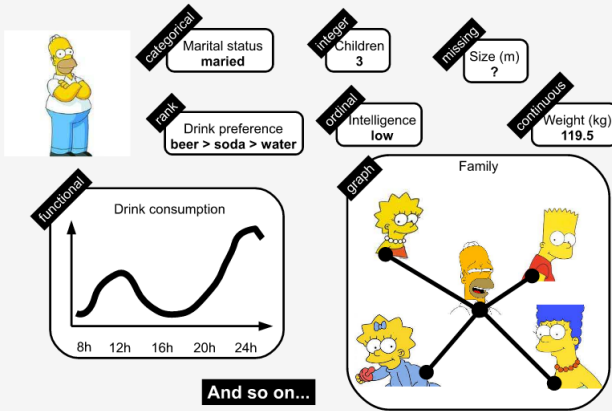 categorical
Marital status
maried
integer
Children
3
missing
Size (m)
?
rank
Drink preference
beer > soda > water
ordinal
Intelligence
low
continuous
Weight (kg)
119.5
functional
Drink consumption
8h 12h 16h 20h 24h
graph
Family
And so on...